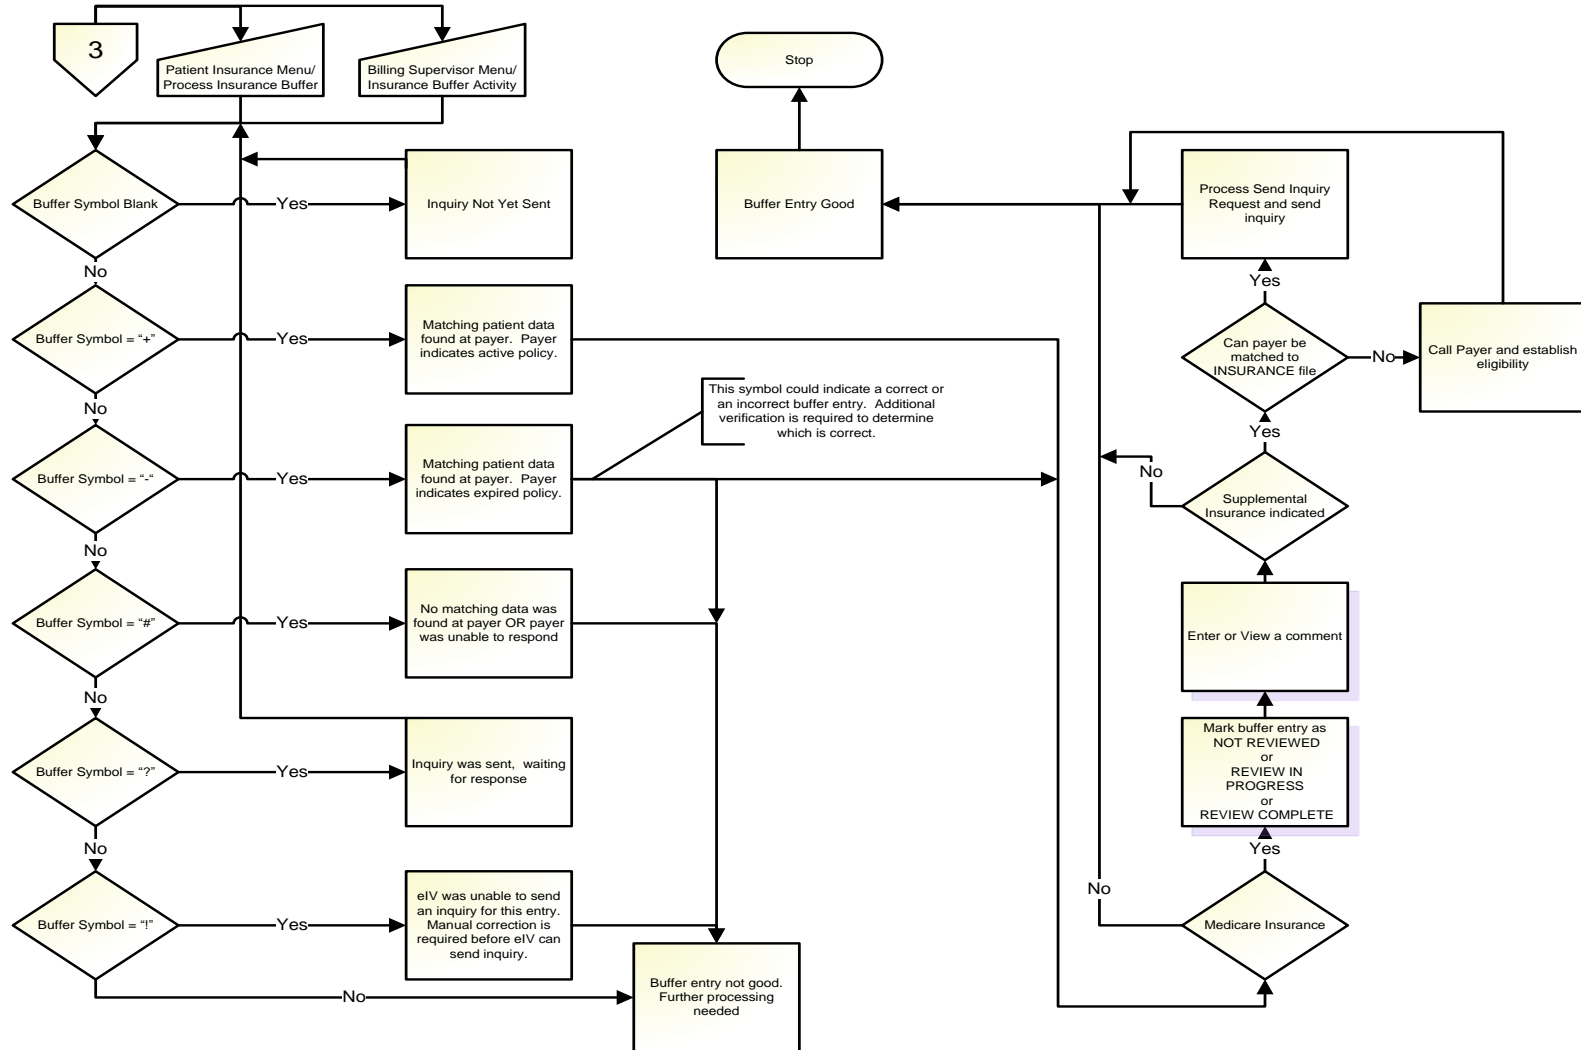 3
Patient Insurance Menu/
Process Insurance Buffer
Billing Supervisor Menu/
Insurance Buffer Activity
Stop
Buffer Symbol Blank
Yes
Inquiry Not Yet Sent
Buffer Entry Good
Process Send Inquiry
Request and send
inquiry
No
Yes
Buffer Symbol = “+”
Yes
Matching patient data
found at payer.  Payer
indicates active policy.
Can payer be
matched to
INSURANCE file
No
Call Payer and establish
eligibility
No
This symbol could indicate a correct or
an incorrect buffer entry.  Additional
verification is required to determine
which is correct.
Yes
Buffer Symbol = “-“
Yes
Matching patient data
found at payer.  Payer
indicates expired policy.
No
Supplemental
Insurance indicated
No
Buffer Symbol = “#”
Yes
No matching data was
found at payer OR payer
was unable to respond
Enter or View a comment
No
Buffer Symbol = “?”
Yes
Inquiry was sent,  waiting
for response
Mark buffer entry as
NOT REVIEWED
or
REVIEW IN
PROGRESS
or
REVIEW COMPLETE
No
Yes
No
Buffer Symbol = “!”
Yes
eIV was unable to send
an inquiry for this entry.
Manual correction is
required before eIV can
send inquiry.
Medicare Insurance
No
Buffer entry not good.
Further processing
needed